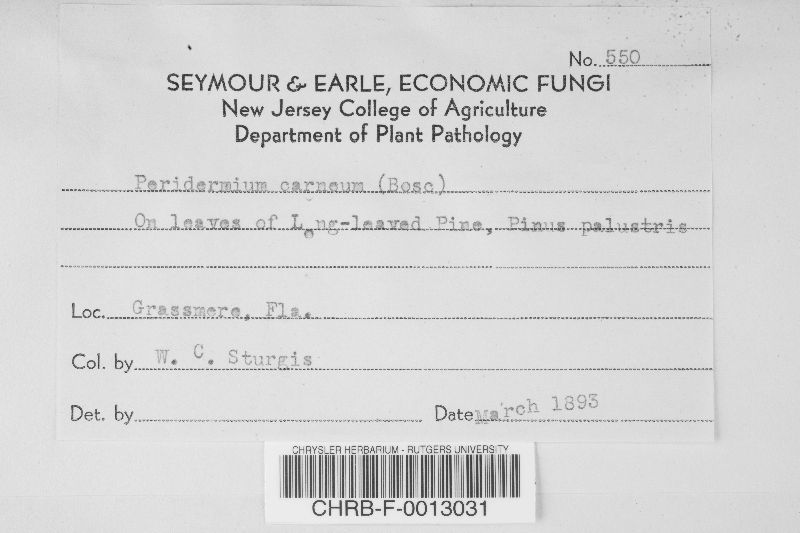 No. 550
SEYMOUR & EARLE, ECONOMIC FUNGI
New Jersey College of Agriculture
Department of Plant Pathology
Peridermium carneum (Bosc)
On leaves of Long-leaved Pine, Pinus palustris
Loc. Grassmere, Fla.
Col. by W. C. Sturgis
Det. by
Date March 1893
CHRYSLER HERBARIUM - RUTGERS UNIVERSITY
CHRB-F-0013031